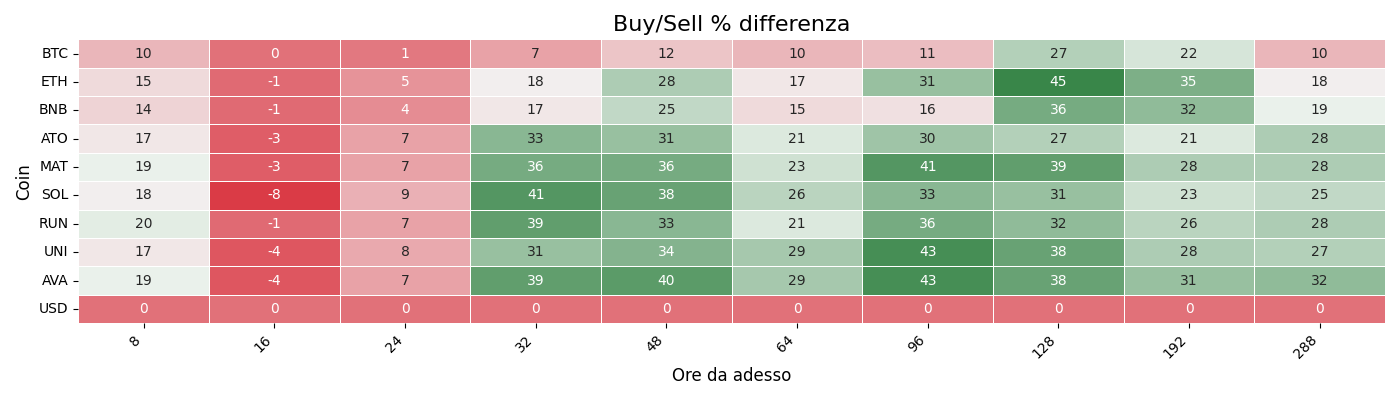 Buy/Sell % differenza
Coin
BTC 10 0 1 7 12 10 11 27 22 10
ETH 15 -1 5 18 28 17 31 45 35 18
BNB 14 -1 4 17 25 15 16 36 32 19
ATO 17 -3 7 33 31 21 30 27 21 28
MAT 19 -3 7 36 36 23 41 39 28 28
SOL 18 -8 9 41 38 26 33 31 23 25
RUN 20 -1 7 39 33 21 36 32 26 28
UNI 17 -4 8 31 34 29 43 38 28 27
AVA 19 -4 7 39 40 29 43 38 31 32
USD 0 0 0 0 0 0 0 0 0 0
8 16 24 32 48 64 96 128 192 288
Ore da adesso